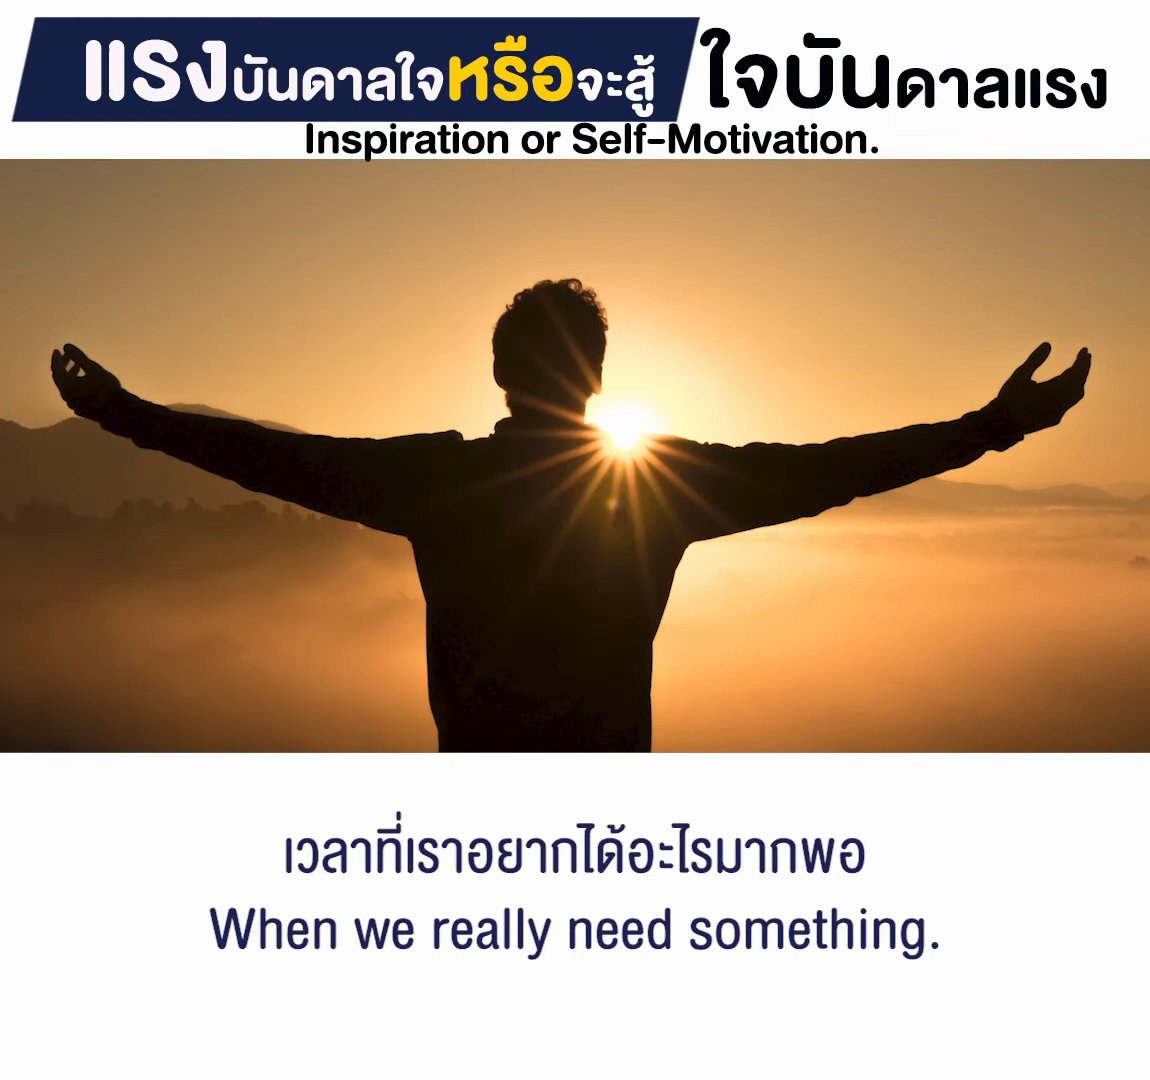 แรงบันดาลใจหรือจะสู้ ใจบันดาลแรง
Inspiration or Self-Motivation.
เวลาที่เราอยากได้อะไรมากพอ
When we really need something.